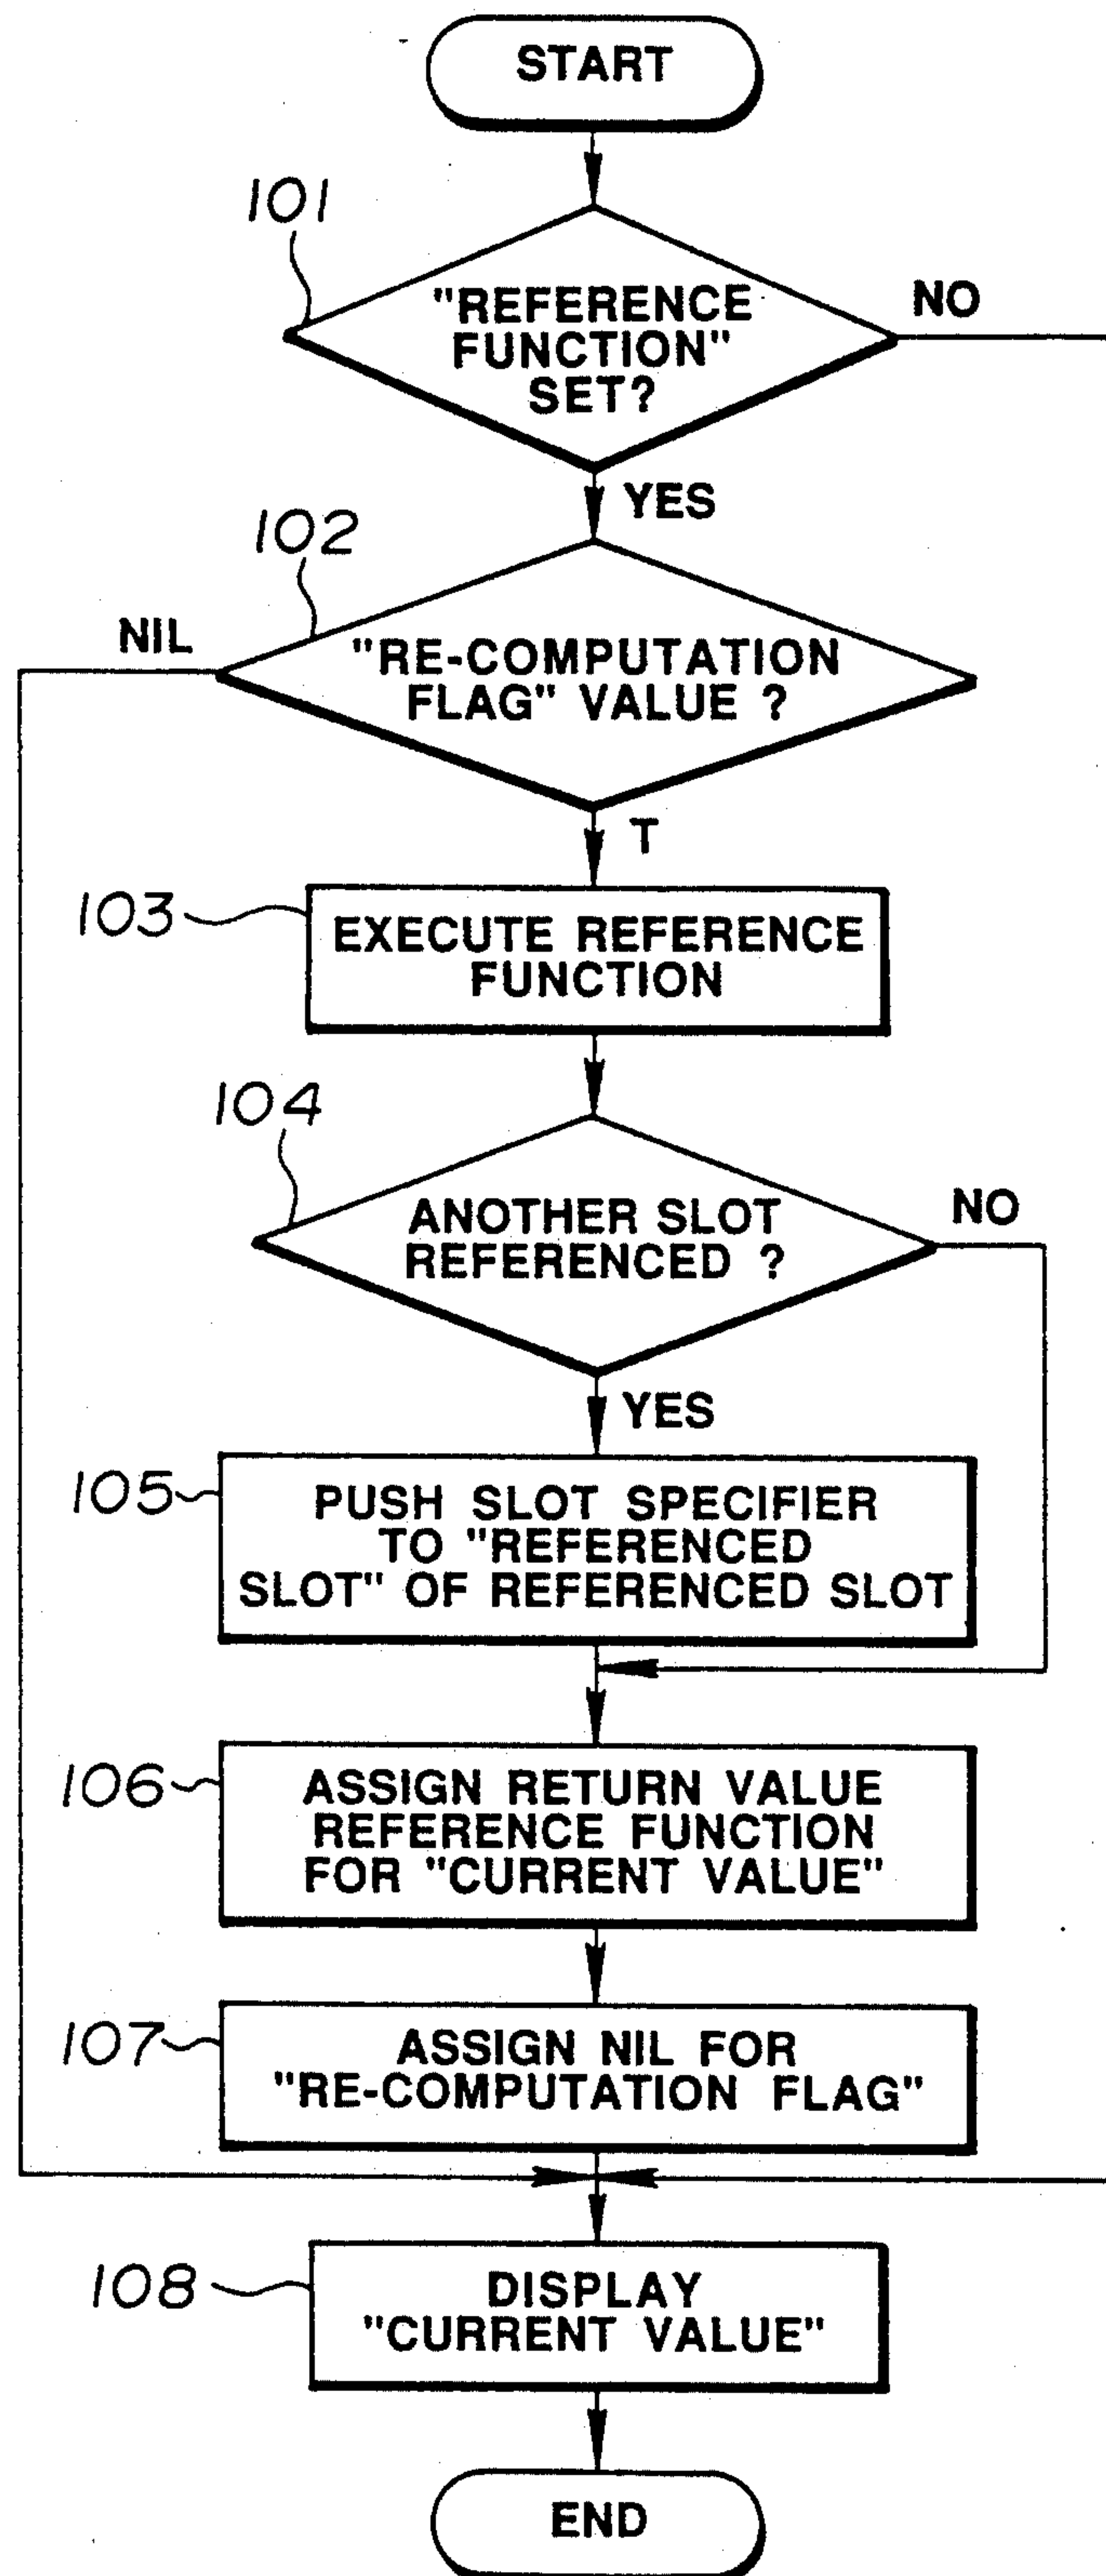 START
101
"REFERENCE
FUNCTION"
SET?
NO
YES
102
NIL
"RE-COMPUTATION
FLAG" VALUE ?
T
103
EXECUTE REFERENCE
FUNCTION
104
ANOTHER SLOT
REFERENCED ?
NO
YES
105
PUSH SLOT SPECIFIER
TO "REFERENCED
SLOT" OF REFERENCED SLOT
106
ASSIGN RETURN VALUE
REFERENCE FUNCTION
FOR "CURRENT VALUE"
107
ASSIGN NIL FOR
"RE-COMPUTATION FLAG"
108
DISPLAY
"CURRENT VALUE"
END